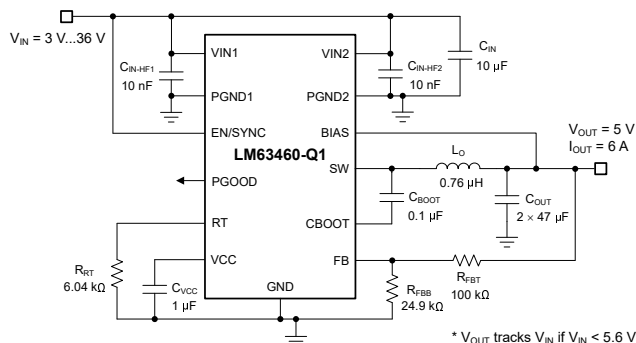 V_IN = 3 V...36 V
C_IN-HF1
10 nF
VIN1
PGND1
EN/SYNC
PGOOD
RT
VCC
GND
LM63460-Q1
VIN2
PGND2
BIAS
SW
CBOOT
FB
C_IN-HF2
10 nF
C_IN
10 µF
L_O
0.76 µH
V_OUT = 5 V
I_OUT = 6 A
C_BOOT
0.1 µF
C_OUT
2 × 47 µF
R_RT
6.04 kΩ
C_VCC
1 µF
R_FBB
24.9 kΩ
R_FBT
100 kΩ
* V_OUT tracks V_IN if V_IN < 5.6 V